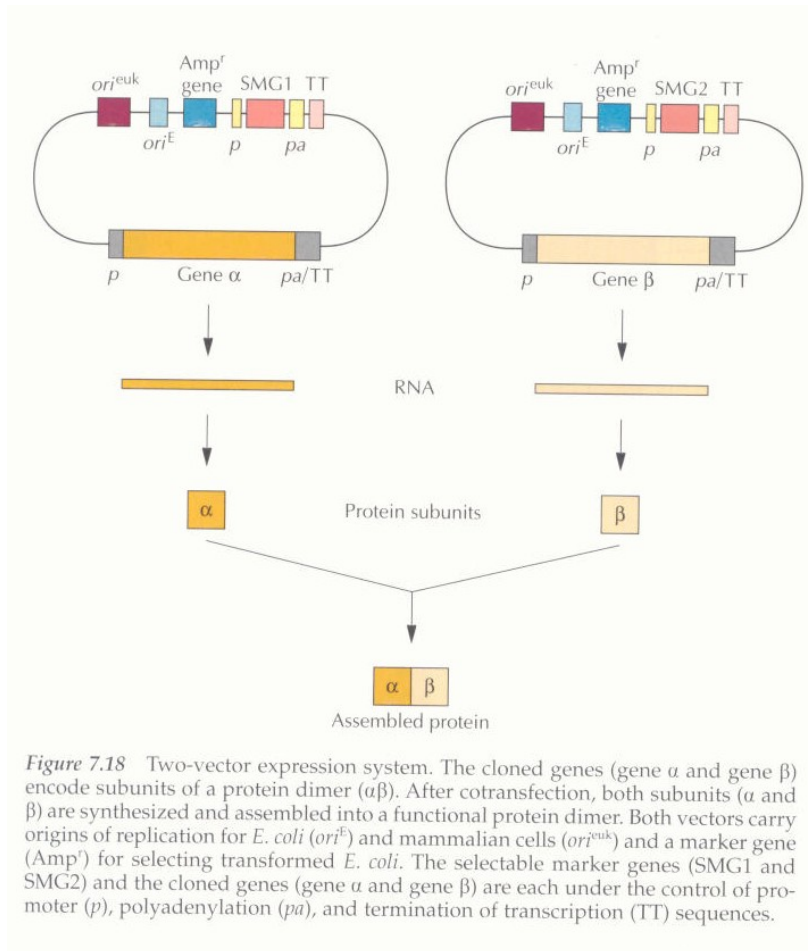 Ampʳ
oriᵉᵘᵏ gene SMG1 TT
oriᴱ p pa
p Gene α pa/TT
Ampʳ
oriᵉᵘᵏ gene SMG2 TT
oriᴱ p pa
p Gene β pa/TT
RNA
α Protein subunits β
α β
Assembled protein
Figure 7.18 Two-vector expression system. The cloned genes (gene α and gene β)
encode subunits of a protein dimer (αβ). After cotransfection, both subunits (α and
β) are synthesized and assembled into a functional protein dimer. Both vectors carry
origins of replication for E. coli (oriᴱ) and mammalian cells (oriᵉᵘᵏ) and a marker gene
(Ampʳ) for selecting transformed E. coli. The selectable marker genes (SMG1 and
SMG2) and the cloned genes (gene α and gene β) are each under the control of pro-
moter (p), polyadenylation (pa), and termination of transcription (TT) sequences.